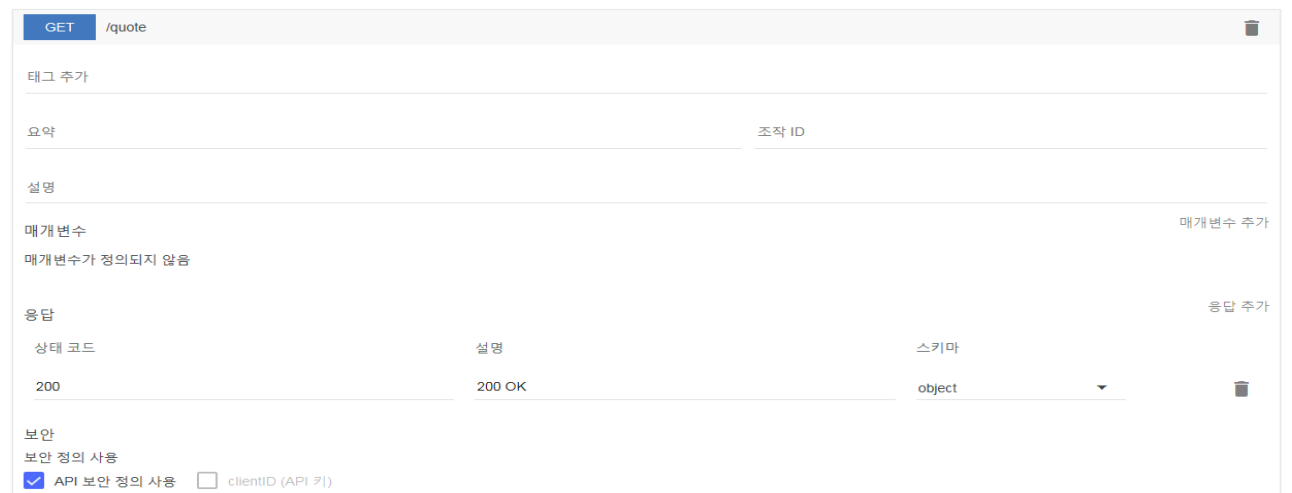 GET /quote
태그 추가
요약 조작 ID
설명
매개변수 매개변수 추가
매개변수가 정의되지 않음
응답 응답 추가
상태 코드 설명 스키마
200 200 OK object
보안
보안 정의 사용
API 보안 정의 사용 clientID (API 키)